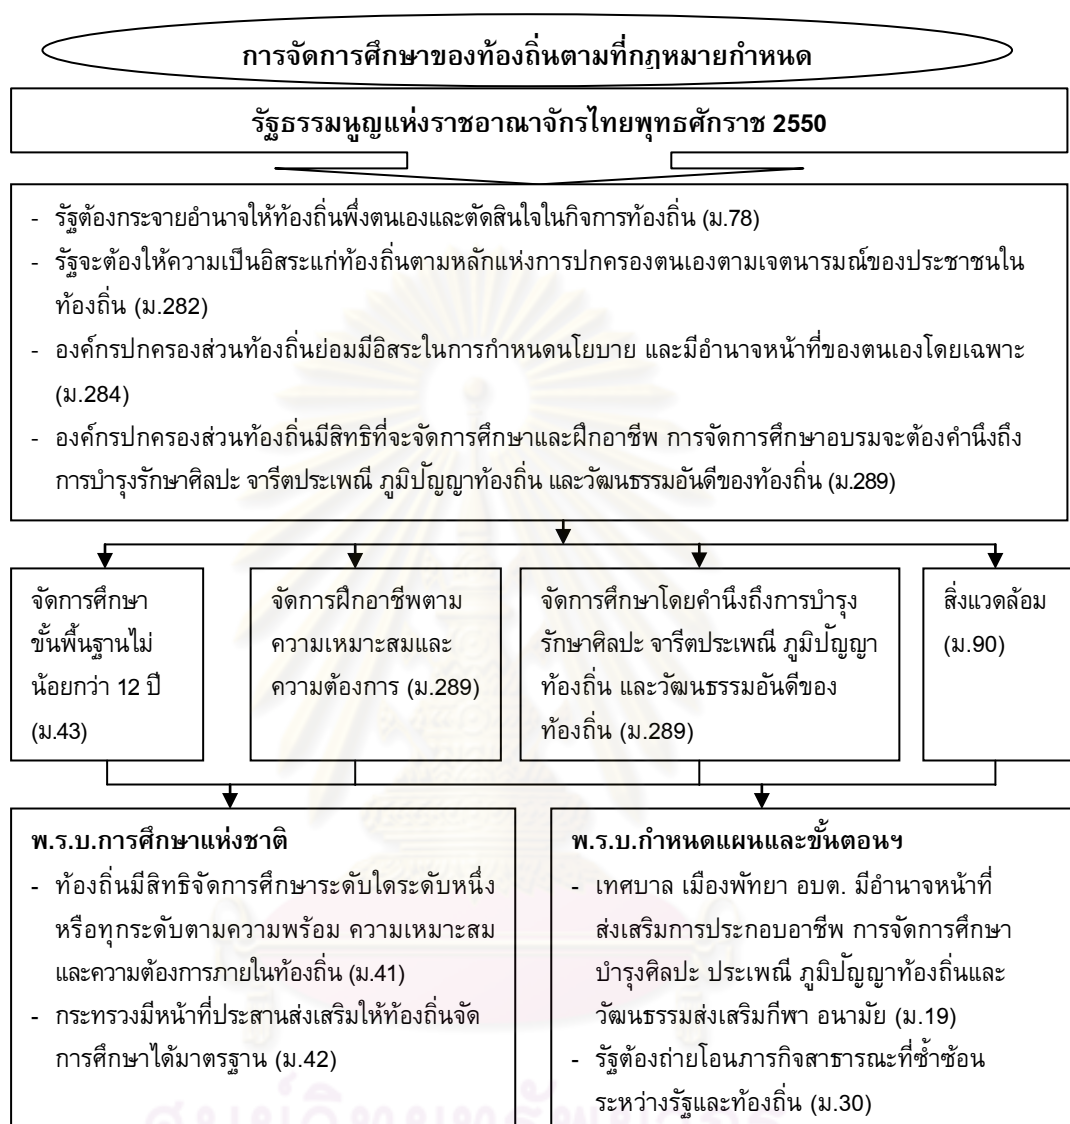 การจัดการศึกษาของท้องถิ่นตามที่กฎหมายกำหนด
รัฐธรรมนูญแห่งราชอาณาจักรไทยพุทธศักราช 2550
- รัฐต้องกระจายอำนาจให้ท้องถิ่นพึ่งตนเองและตัดสินใจในกิจการท้องถิ่น (ม.78)
- รัฐจะต้องให้ความเป็นอิสระแก่ท้องถิ่นตามหลักแห่งการปกครองตนเองตามเจตนารมณ์ของประชาชนใน
ท้องถิ่น (ม.282)
- องค์กรปกครองส่วนท้องถิ่นย่อมมีอิสระในการกำหนดนโยบาย และมีอำนาจหน้าที่ของตนเองโดยเฉพาะ
(ม.284)
- องค์กรปกครองส่วนท้องถิ่นมีสิทธิที่จะจัดการศึกษาและฝึกอาชีพ การจัดการศึกษาอบรมจะต้องคำนึงถึง
การบำรุงรักษาศิลปะ จารีตประเพณี ภูมิปัญญาท้องถิ่น และวัฒนธรรมอันดีของท้องถิ่น (ม.289)
จัดการศึกษา
ขั้นพื้นฐานไม่
น้อยกว่า 12 ปี
(ม.43)
จัดการฝึกอาชีพตาม
ความเหมาะสมและ
ความต้องการ (ม.289)
จัดการศึกษาโดยคำนึงถึงการบำรุง
รักษาศิลปะ จารีตประเพณี ภูมิปัญญา
ท้องถิ่น และวัฒนธรรมอันดีของ
ท้องถิ่น (ม.289)
สิ่งแวดล้อม
(ม.90)
พ.ร.บ.การศึกษาแห่งชาติ
- ท้องถิ่นมีสิทธิจัดการศึกษาระดับใดระดับหนึ่ง
หรือทุกระดับตามความพร้อม ความเหมาะสม
และความต้องการภายในท้องถิ่น (ม.41)
- กระทรวงมีหน้าที่ประสานส่งเสริมให้ท้องถิ่นจัด
การศึกษาได้มาตรฐาน (ม.42)
พ.ร.บ.กำหนดแผนและขั้นตอนฯ
- เทศบาล เมืองพัทยา อบต. มีอำนาจหน้าที่
ส่งเสริมการประกอบอาชีพ การจัดการศึกษา
บำรุงศิลปะ ประเพณี ภูมิปัญญาท้องถิ่นและ
วัฒนธรรมส่งเสริมกีฬา อนามัย (ม.19)
- รัฐต้องถ่ายโอนภารกิจสาธารณะที่ซ้ำซ้อน
ระหว่างรัฐและท้องถิ่น (ม.30)